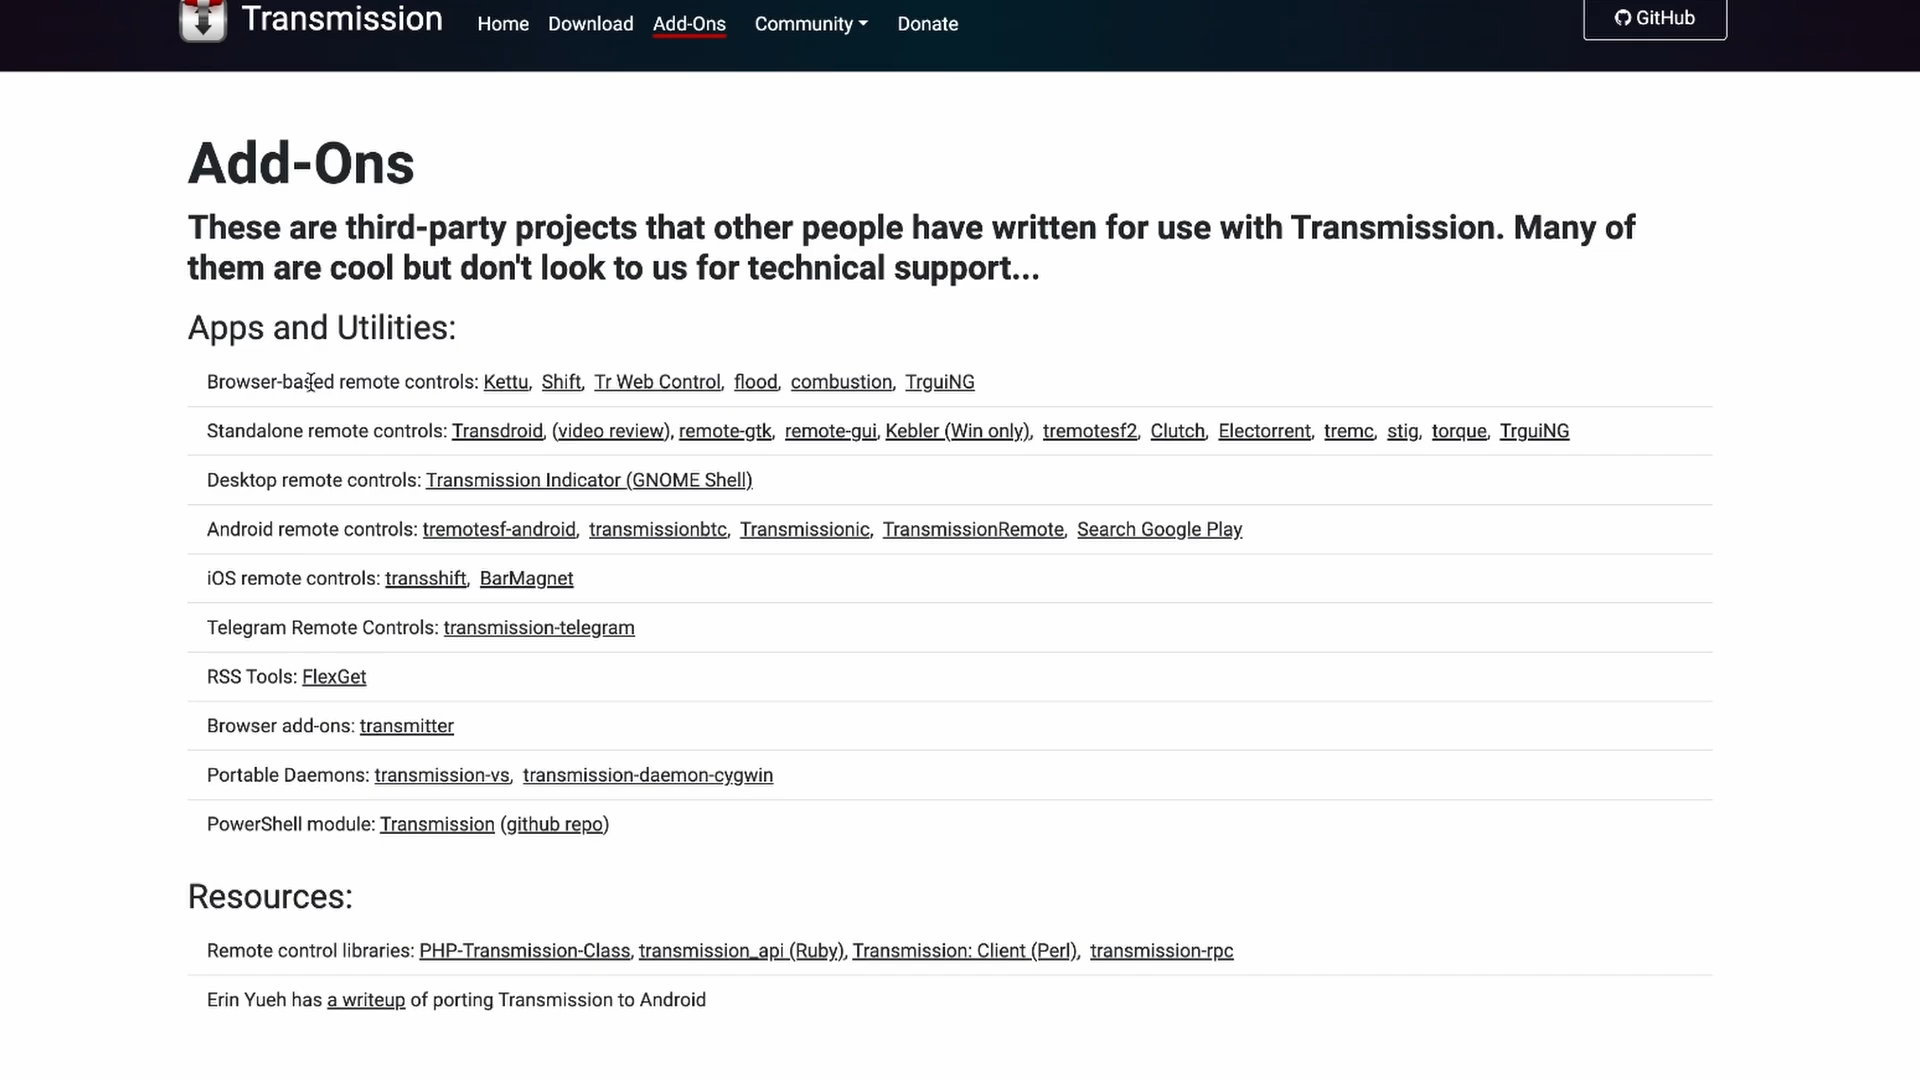 Transmission
Home Download Add-Ons Community Donate
GitHub
Add-Ons
These are third-party projects that other people have written for use with Transmission. Many of
them are cool but don't look to us for technical support...
Apps and Utilities:
Browser-based remote controls: Kettu, Shift, Tr Web Control, flood, combustion, TrguiNG
Standalone remote controls: Transdroid, (video review), remote-gtk, remote-gui, Kebler (Win only), tremotesf2, Clutch, Electorrent, tremc, stig, torque, TrguiNG
Desktop remote controls: Transmission Indicator (GNOME Shell)
Android remote controls: tremotesf-android, transmissionbtc, Transmissionic, TransmissionRemote, Search Google Play
iOS remote controls: transshift, BarMagnet
Telegram Remote Controls: transmission-telegram
RSS Tools: FlexGet
Browser add-ons: transmitter
Portable Daemons: transmission-vs, transmission-daemon-cygwin
PowerShell module: Transmission (github repo)
Resources:
Remote control libraries: PHP-Transmission-Class, transmission_api (Ruby), Transmission: Client (Perl), transmission-rpc
Erin Yueh has a writeup of porting Transmission to Android